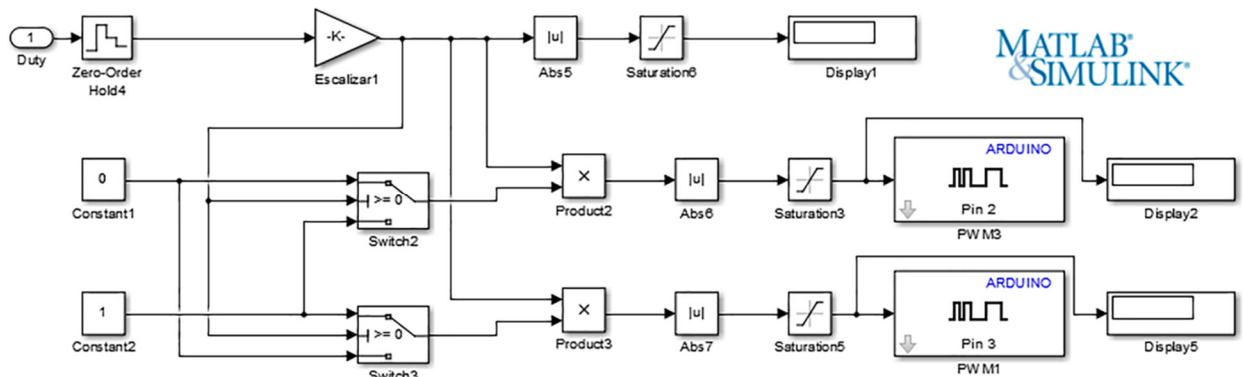 1
Duty
Zero-Order
Hold4
-K-
Escalizar1
|u|
Abs5
Saturation6
Display1
MATLAB®
&SIMULINK®
0
Constant1
>= 0
Switch2
×
Product2
|u|
Abs6
Saturation3
ARDUINO
Pin 2
PWM3
Display2
1
Constant2
>= 0
Switch3
×
Product3
|u|
Abs7
Saturation5
ARDUINO
Pin 3
PWM1
Display5